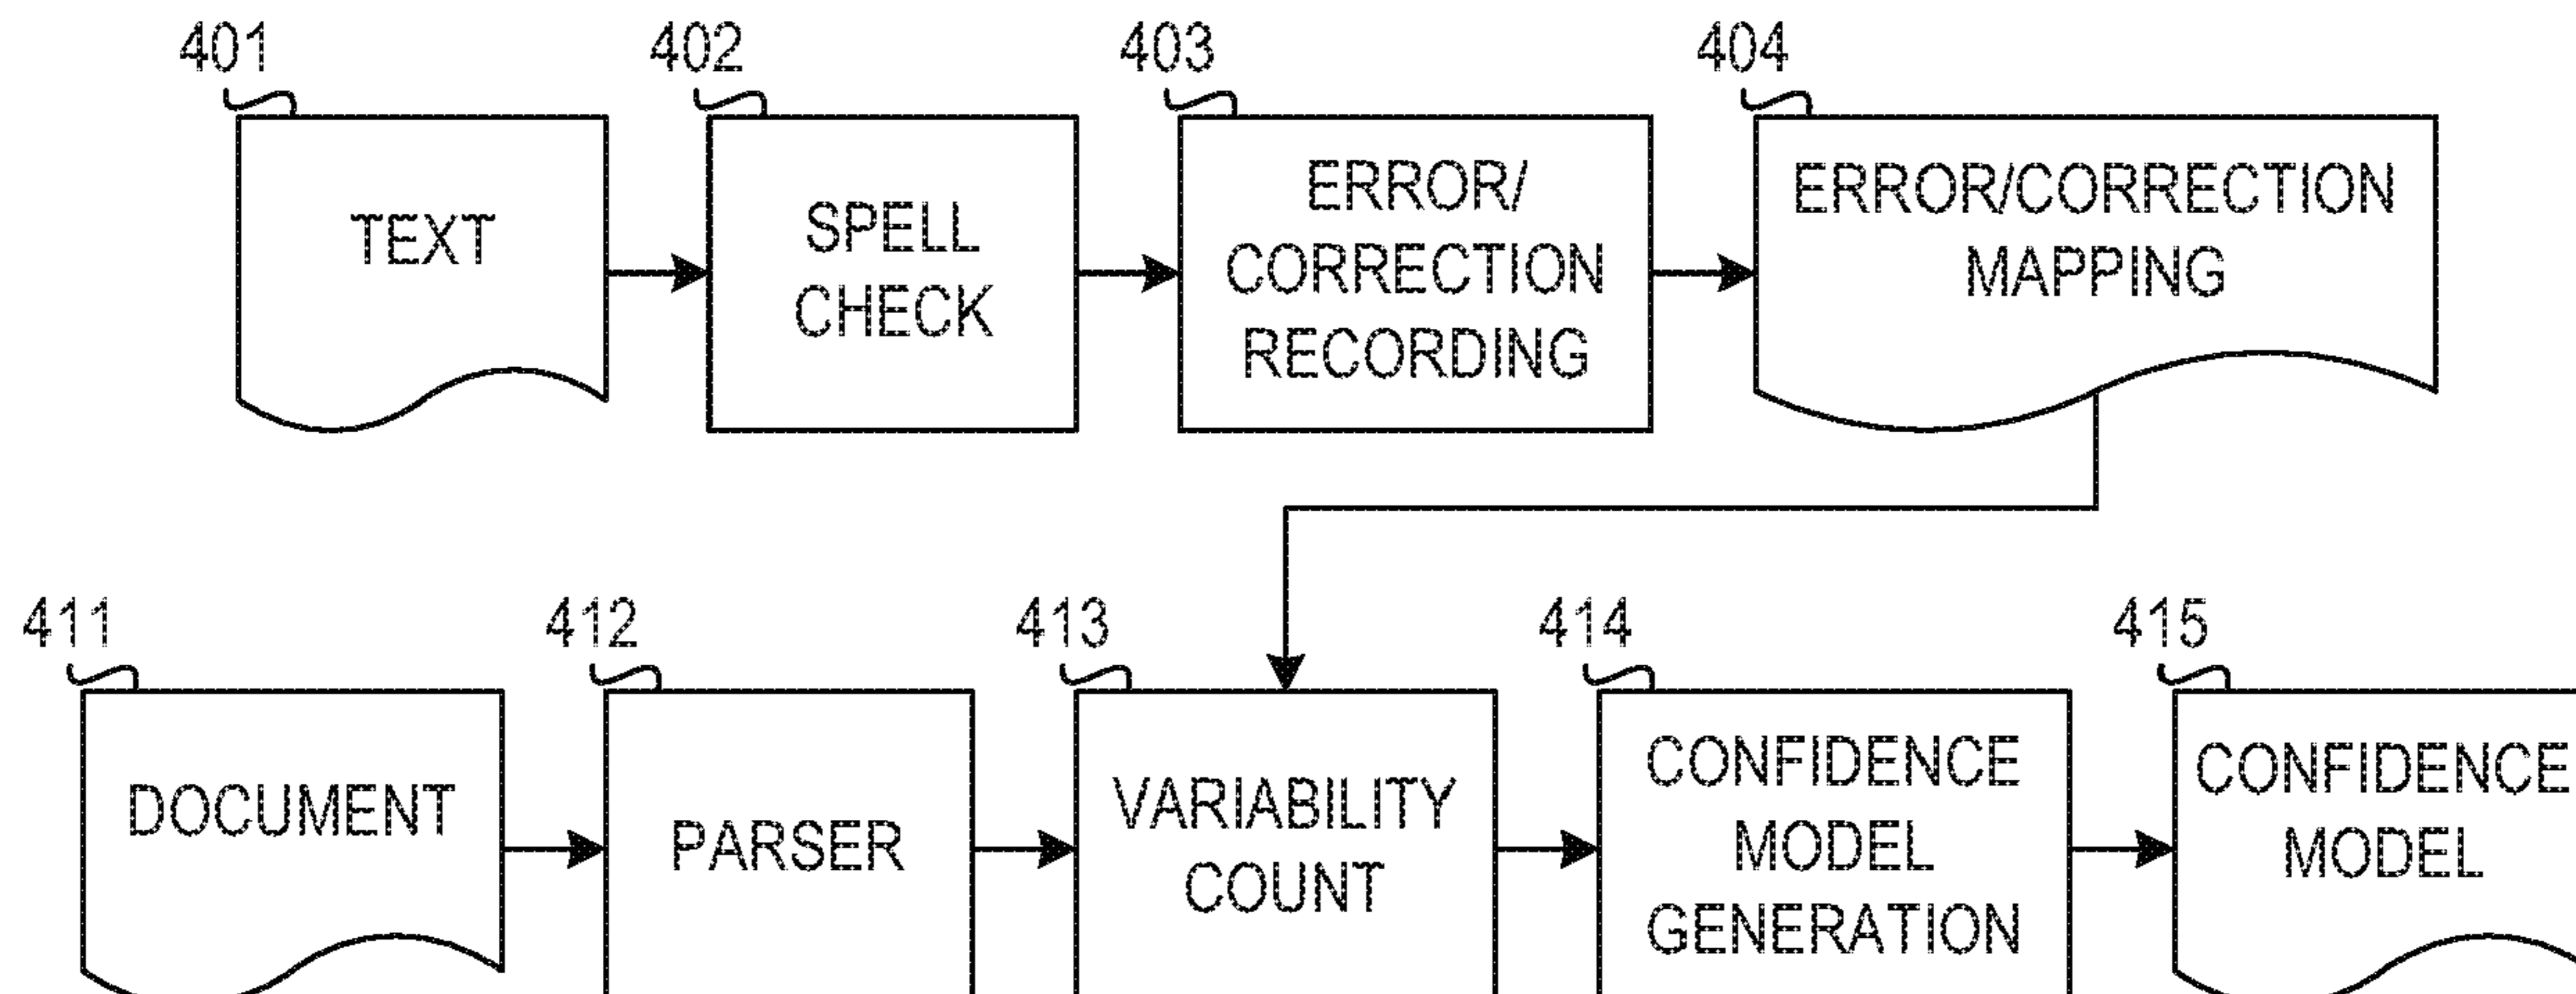 401
402
403
404
TEXT
SPELL
CHECK
ERROR/
CORRECTION
RECORDING
ERROR/CORRECTION
MAPPING
411
412
413
414
415
DOCUMENT
PARSER
VARIABILITY
COUNT
CONFIDENCE
MODEL
GENERATION
CONFIDENCE
MODEL